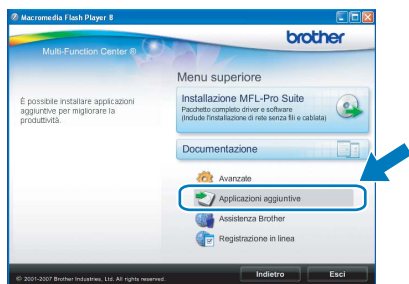 Macromedia Flash Player 8
brother
Multi-Function Center ®
Menu superiore
È possibile installare applicazioni
aggiuntive per migliorare la
produttività.
Installazione MFL-Pro Suite
Pacchetto completo driver e software
(Include l'installazione di rete senza fili e cablata)
Documentazione
Avanzate
Applicazioni aggiuntive
Assistenza Brother
Registrazione in linea
© 2001-2007 Brother Industries, Ltd. All rights reserved.
Indietro
Esci